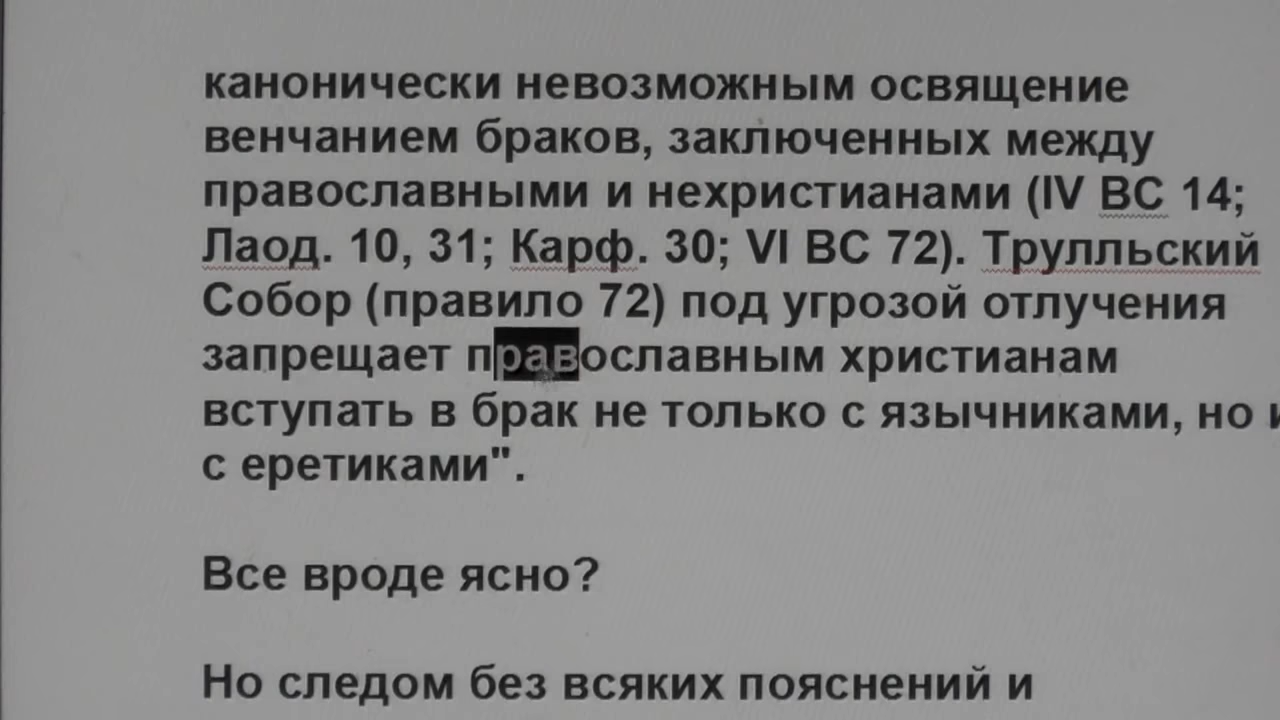 канонически невозможным освящение
венчанием браков, заключенных между
православными и нехристианами (IV ВС 14;
Лаод. 10, 31; Карф. 30; VI ВС 72). Трулльский
Собор (правило 72) под угрозой отлучения
запрещает православным христианам
вступать в брак не только с язычниками, но и
с еретиками".
Все вроде ясно?
Но следом без всяких пояснений и